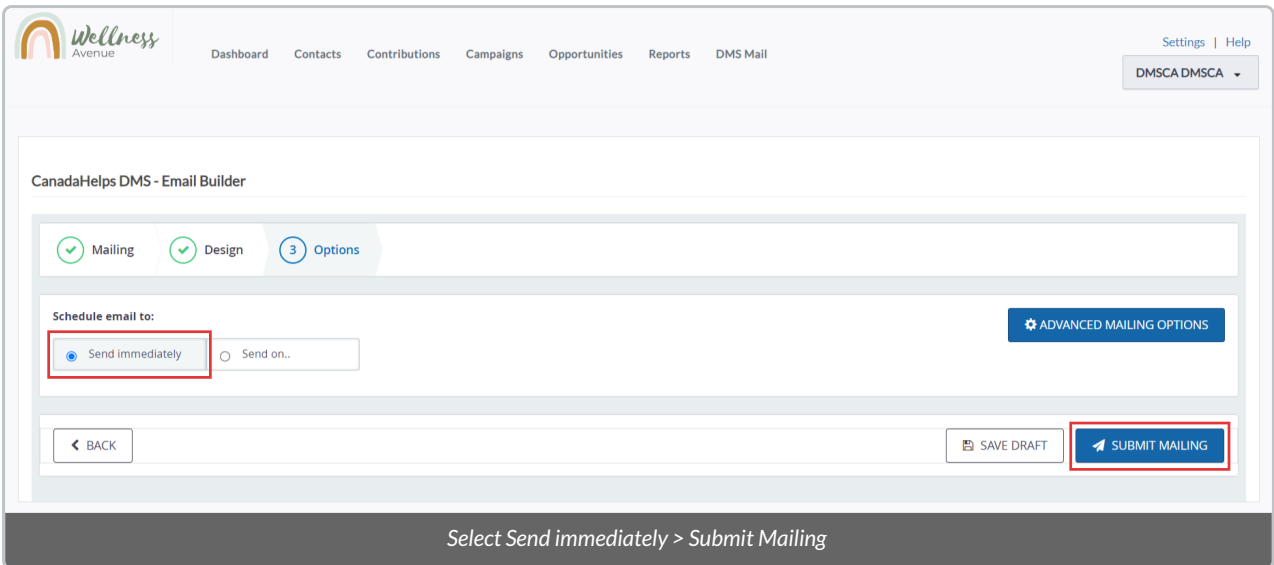 Wellness
Avenue
Dashboard Contacts Contributions Campaigns Opportunities Reports DMS Mail
Settings | Help
DMSCA DMSCA
CanadaHelps DMS - Email Builder
Mailing Design 3 Options
Schedule email to:
ADVANCED MAILING OPTIONS
Send immediately Send on..
BACK SAVE DRAFT SUBMIT MAILING
Select Send immediately > Submit Mailing